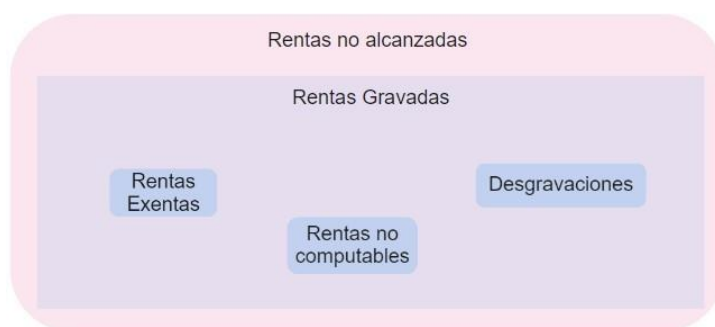 Rentas no alcanzadas
Rentas Gravadas
Rentas
Exentas
Desgravaciones
Rentas no
computables